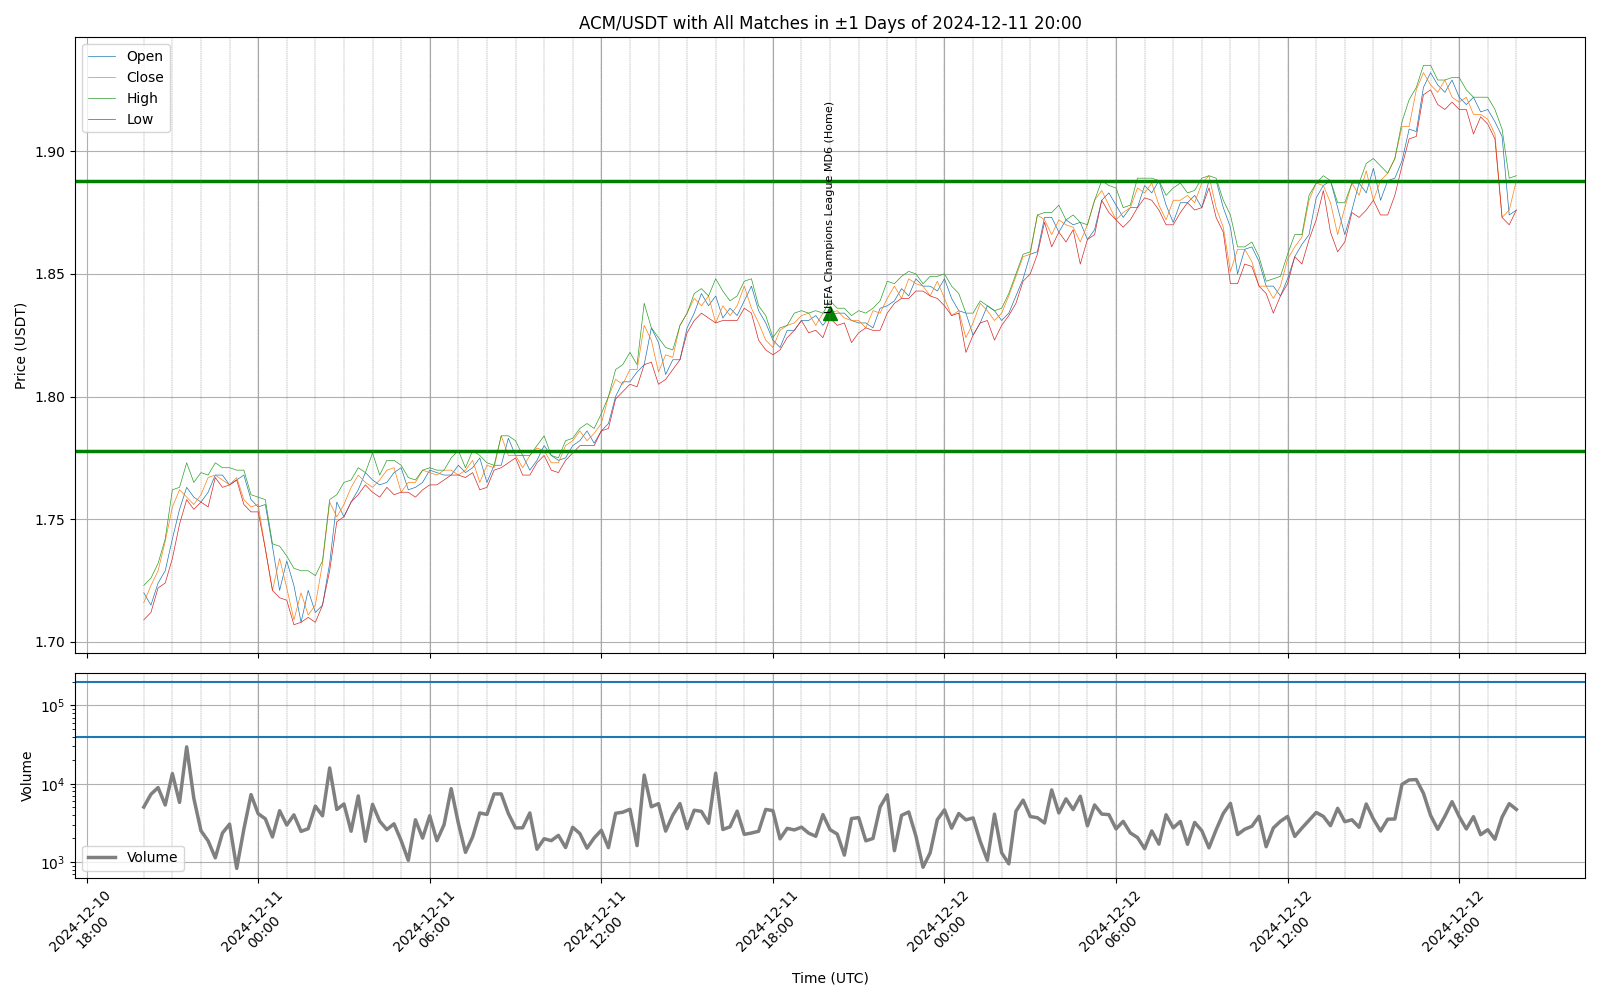 ACM/USDT with All Matches in ±1 Days of 2024-12-11 20:00
Open
Close
High
Low
UEFA Champions League MD6 (Home)
Price (USDT)
1.90
1.85
1.80
1.75
1.70
Volume
10^5
10^4
10^3
Volume
2024-12-10
18:00
2024-12-11
00:00
2024-12-11
06:00
2024-12-11
12:00
2024-12-11
18:00
2024-12-12
00:00
2024-12-12
06:00
2024-12-12
12:00
2024-12-12
18:00
Time (UTC)